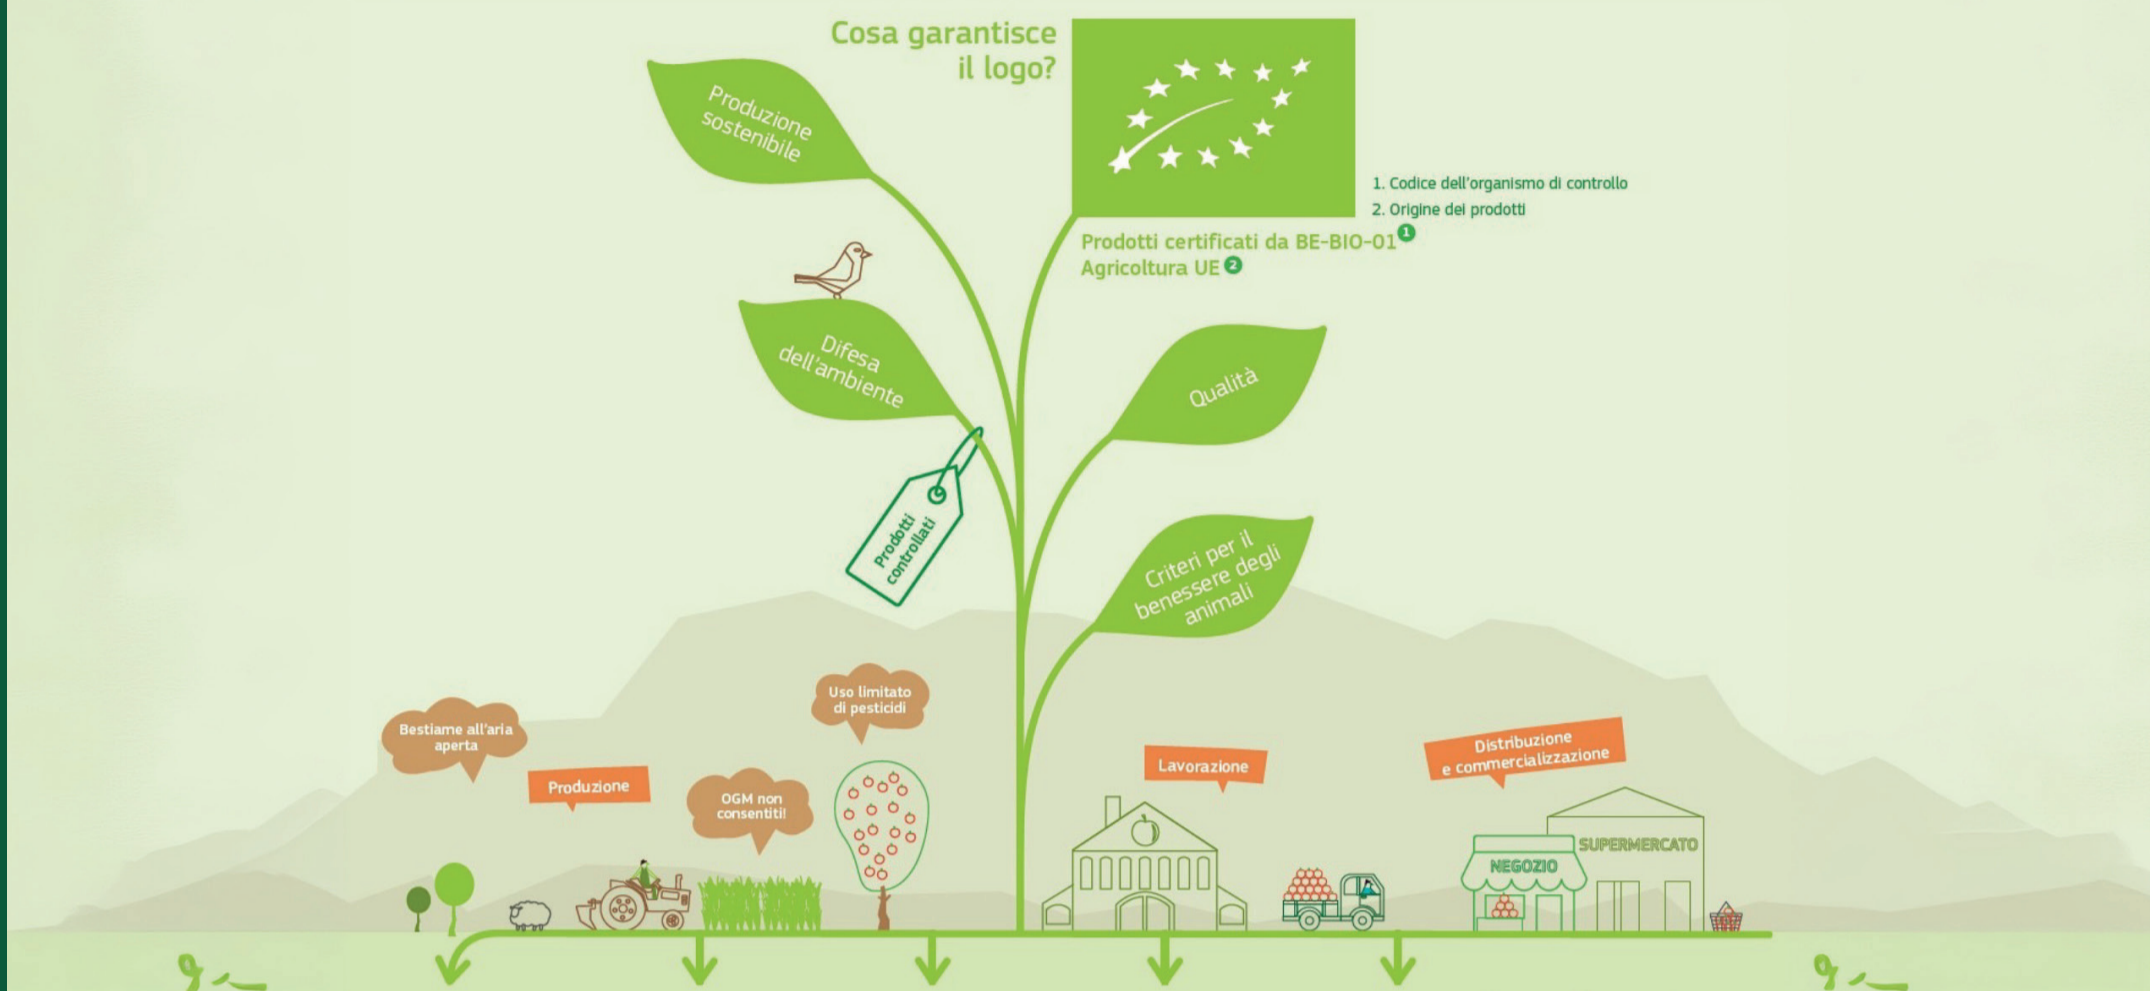 Cosa garantisce
il logo?
Produzione
sostenibile
1. Codice dell'organismo di controllo
2. Origine dei prodotti
Prodotti certificati da BE-BIO-01 1
Agricoltura UE 2
Difesa
dell'ambiente
Qualità
Prodotti
controllati
Criteri per il
benessere degli
animali
Bestiame all'aria
aperta
Produzione
OGM non
consentiti!
Uso limitato
di pesticidi
Lavorazione
Distribuzione
e commercializzazione
NEGOZIO
SUPERMERCATO